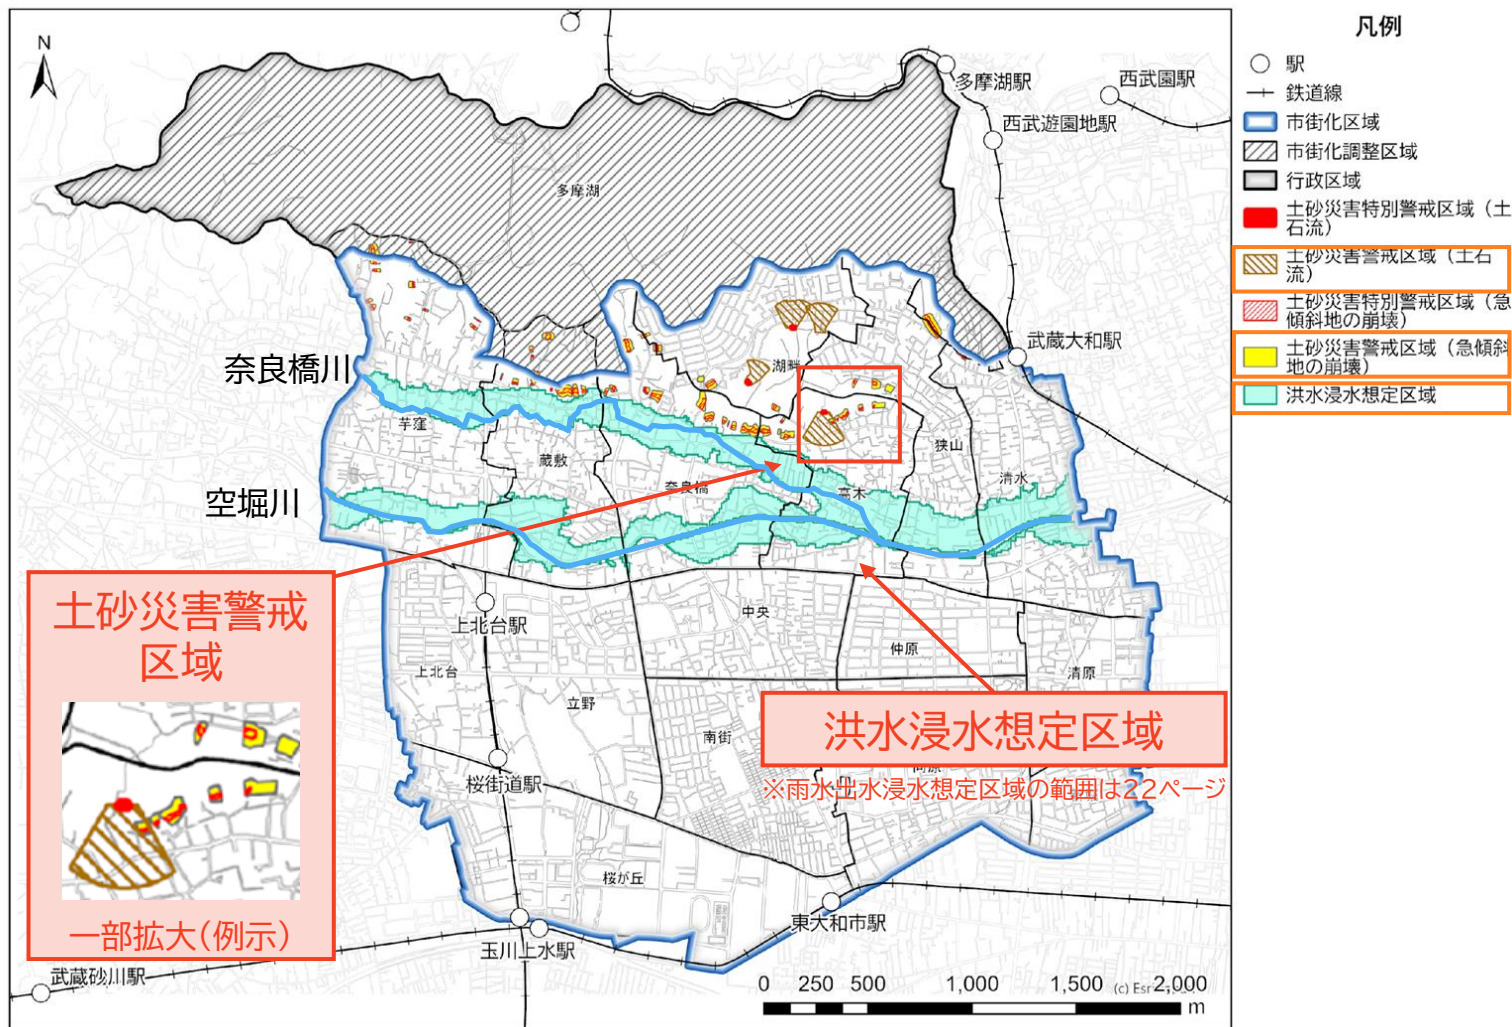 N
多摩湖駅
西武園駅
西武遊園地駅
多摩湖
武蔵大和駅
奈良橋川
湖畔
芋窪
狭山
蔵敷
清水
奈良橋
高木
空堀川
土砂災害警戒
区域
一部拡大(例示)
中央
上北台駅
仲原
上北台
清原
立野
南街
洪水浸水想定区域
※雨水出水浸水想定区域の範囲は22ページ
桜街道駅
桜が丘
東大和市駅
玉川上水駅
武蔵砂川駅
0 250 500 1,000 1,500 2,000
m
(c) Esri
凡例
駅
鉄道線
市街化区域
市街化調整区域
行政区域
土砂災害特別警戒区域(土
石流)
土砂災害警戒区域(土石
流)
土砂災害特別警戒区域(急
傾斜地の崩壊)
土砂災害警戒区域(急傾斜
地の崩壊)
洪水浸水想定区域